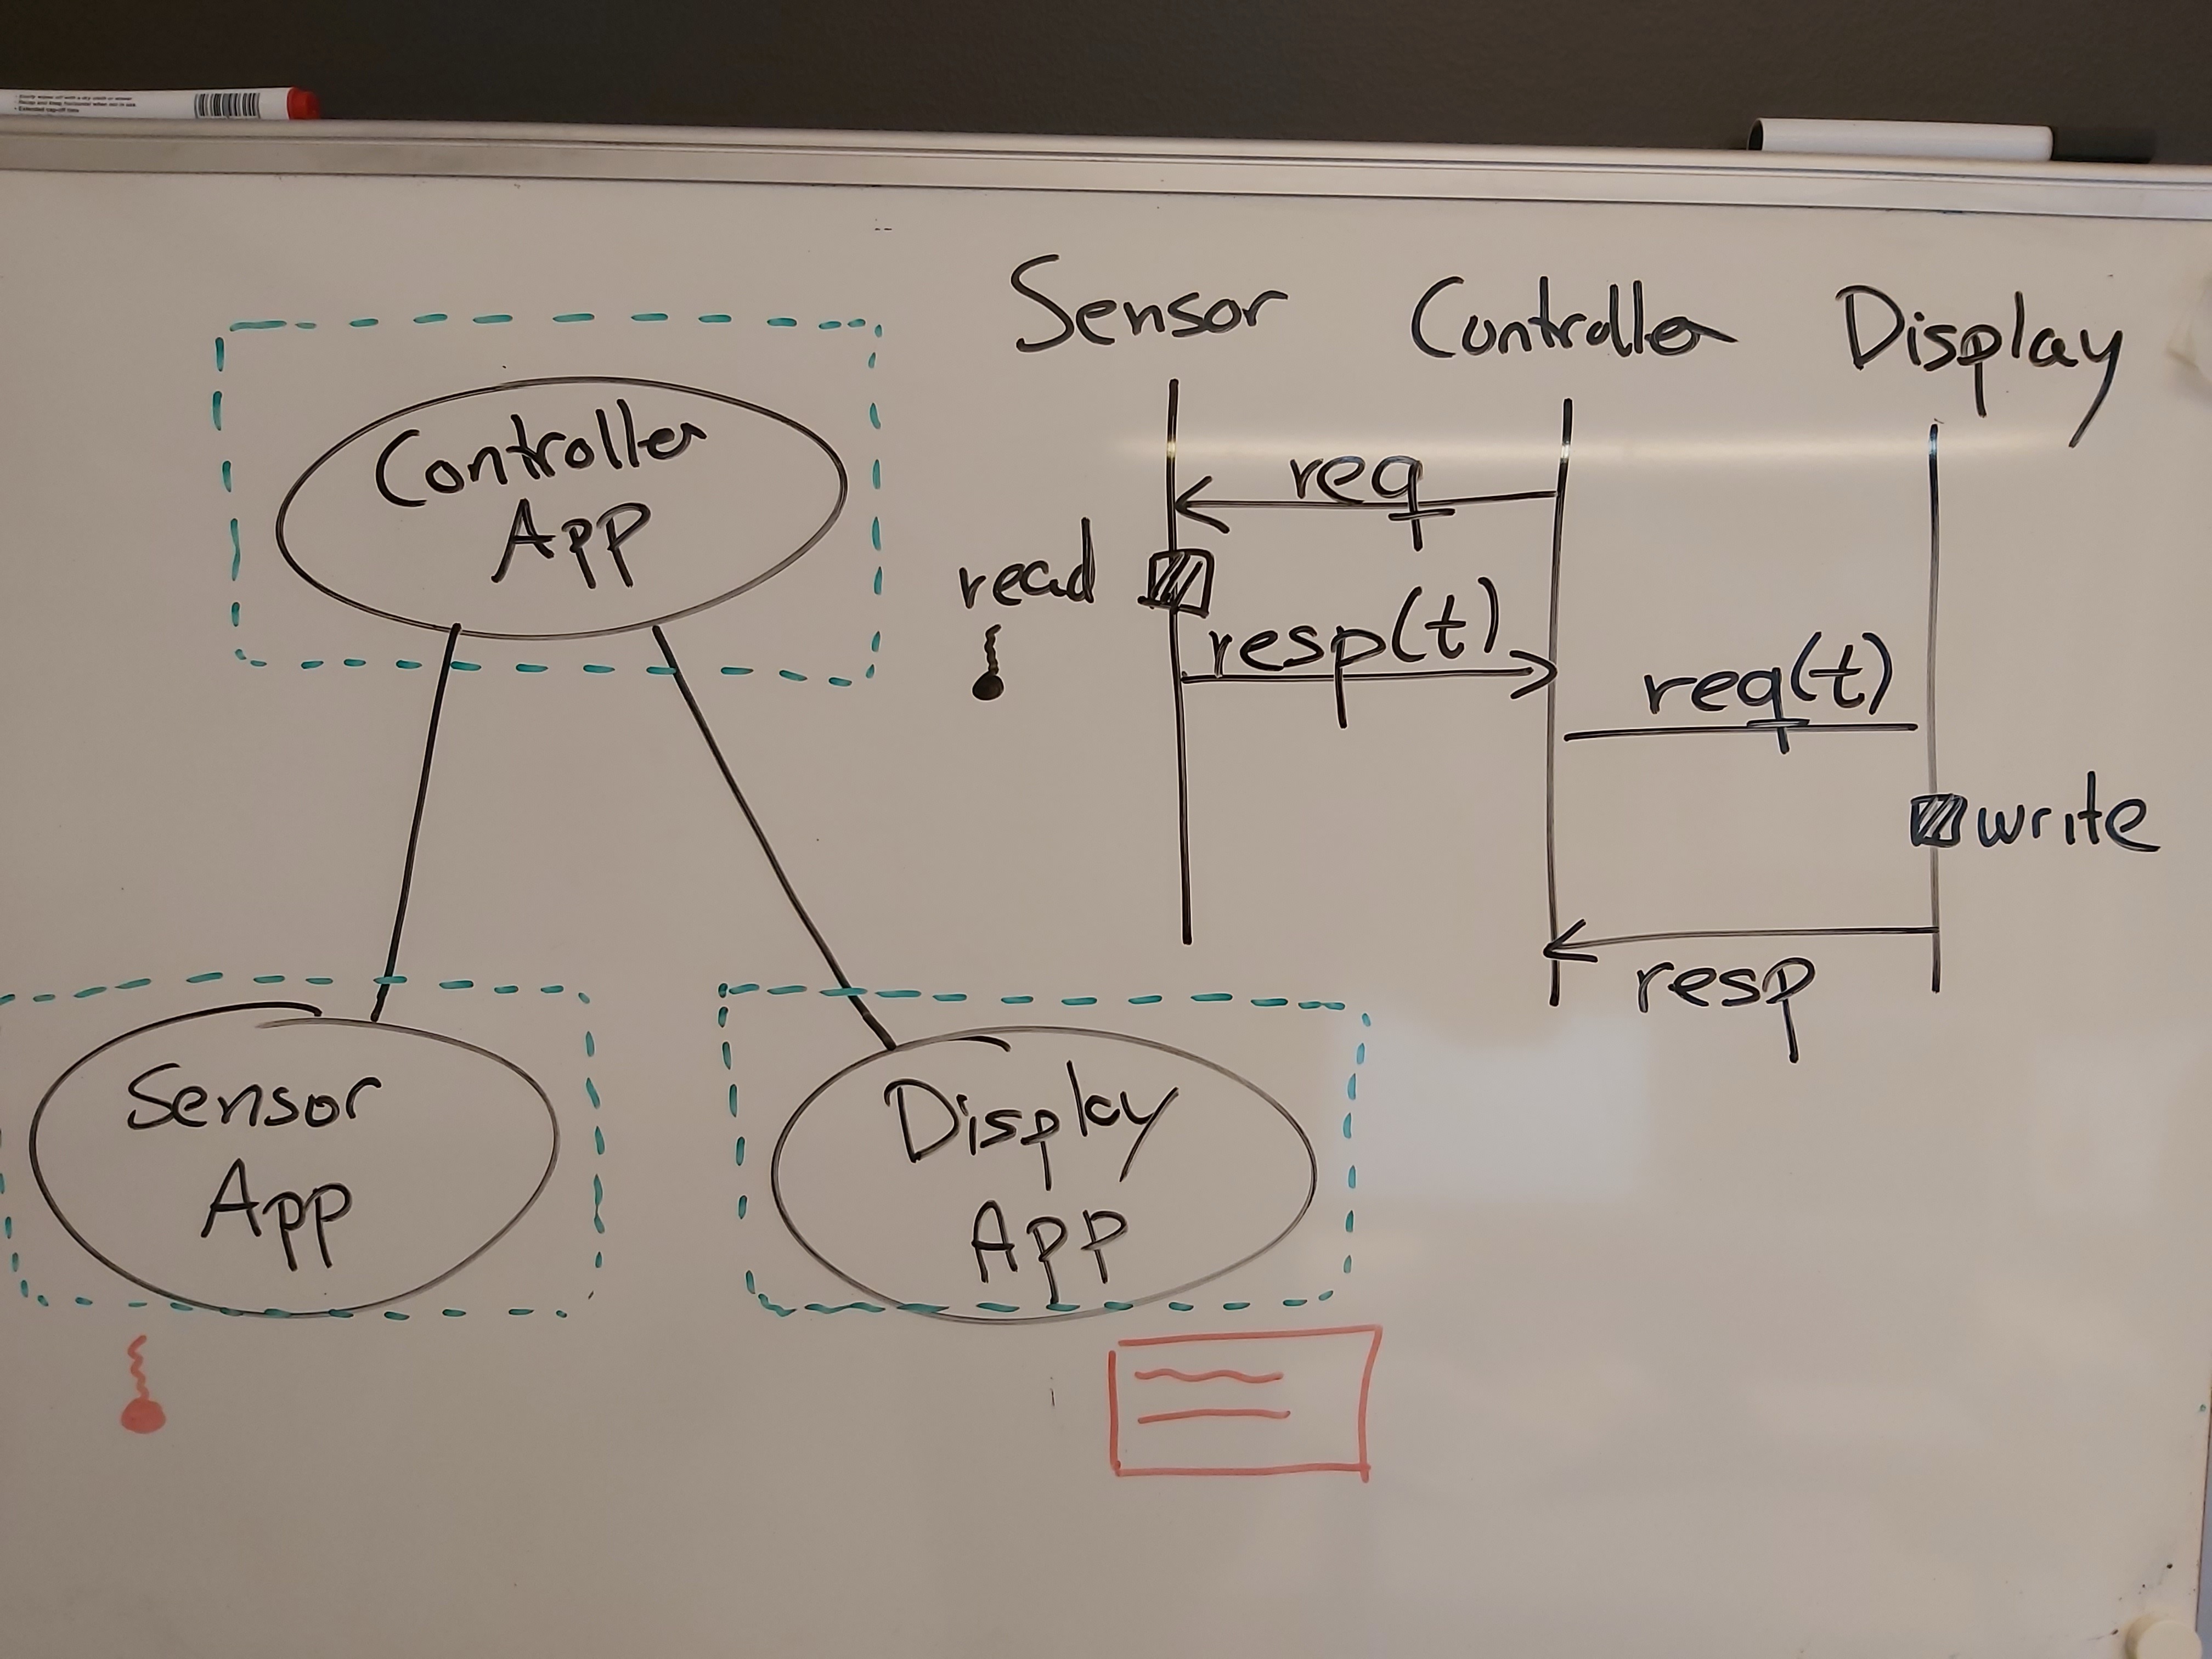 Controller
App
Sensor
App
Display
App
Sensor Controller Display
req
read
resp(t)
req(t)
write
resp